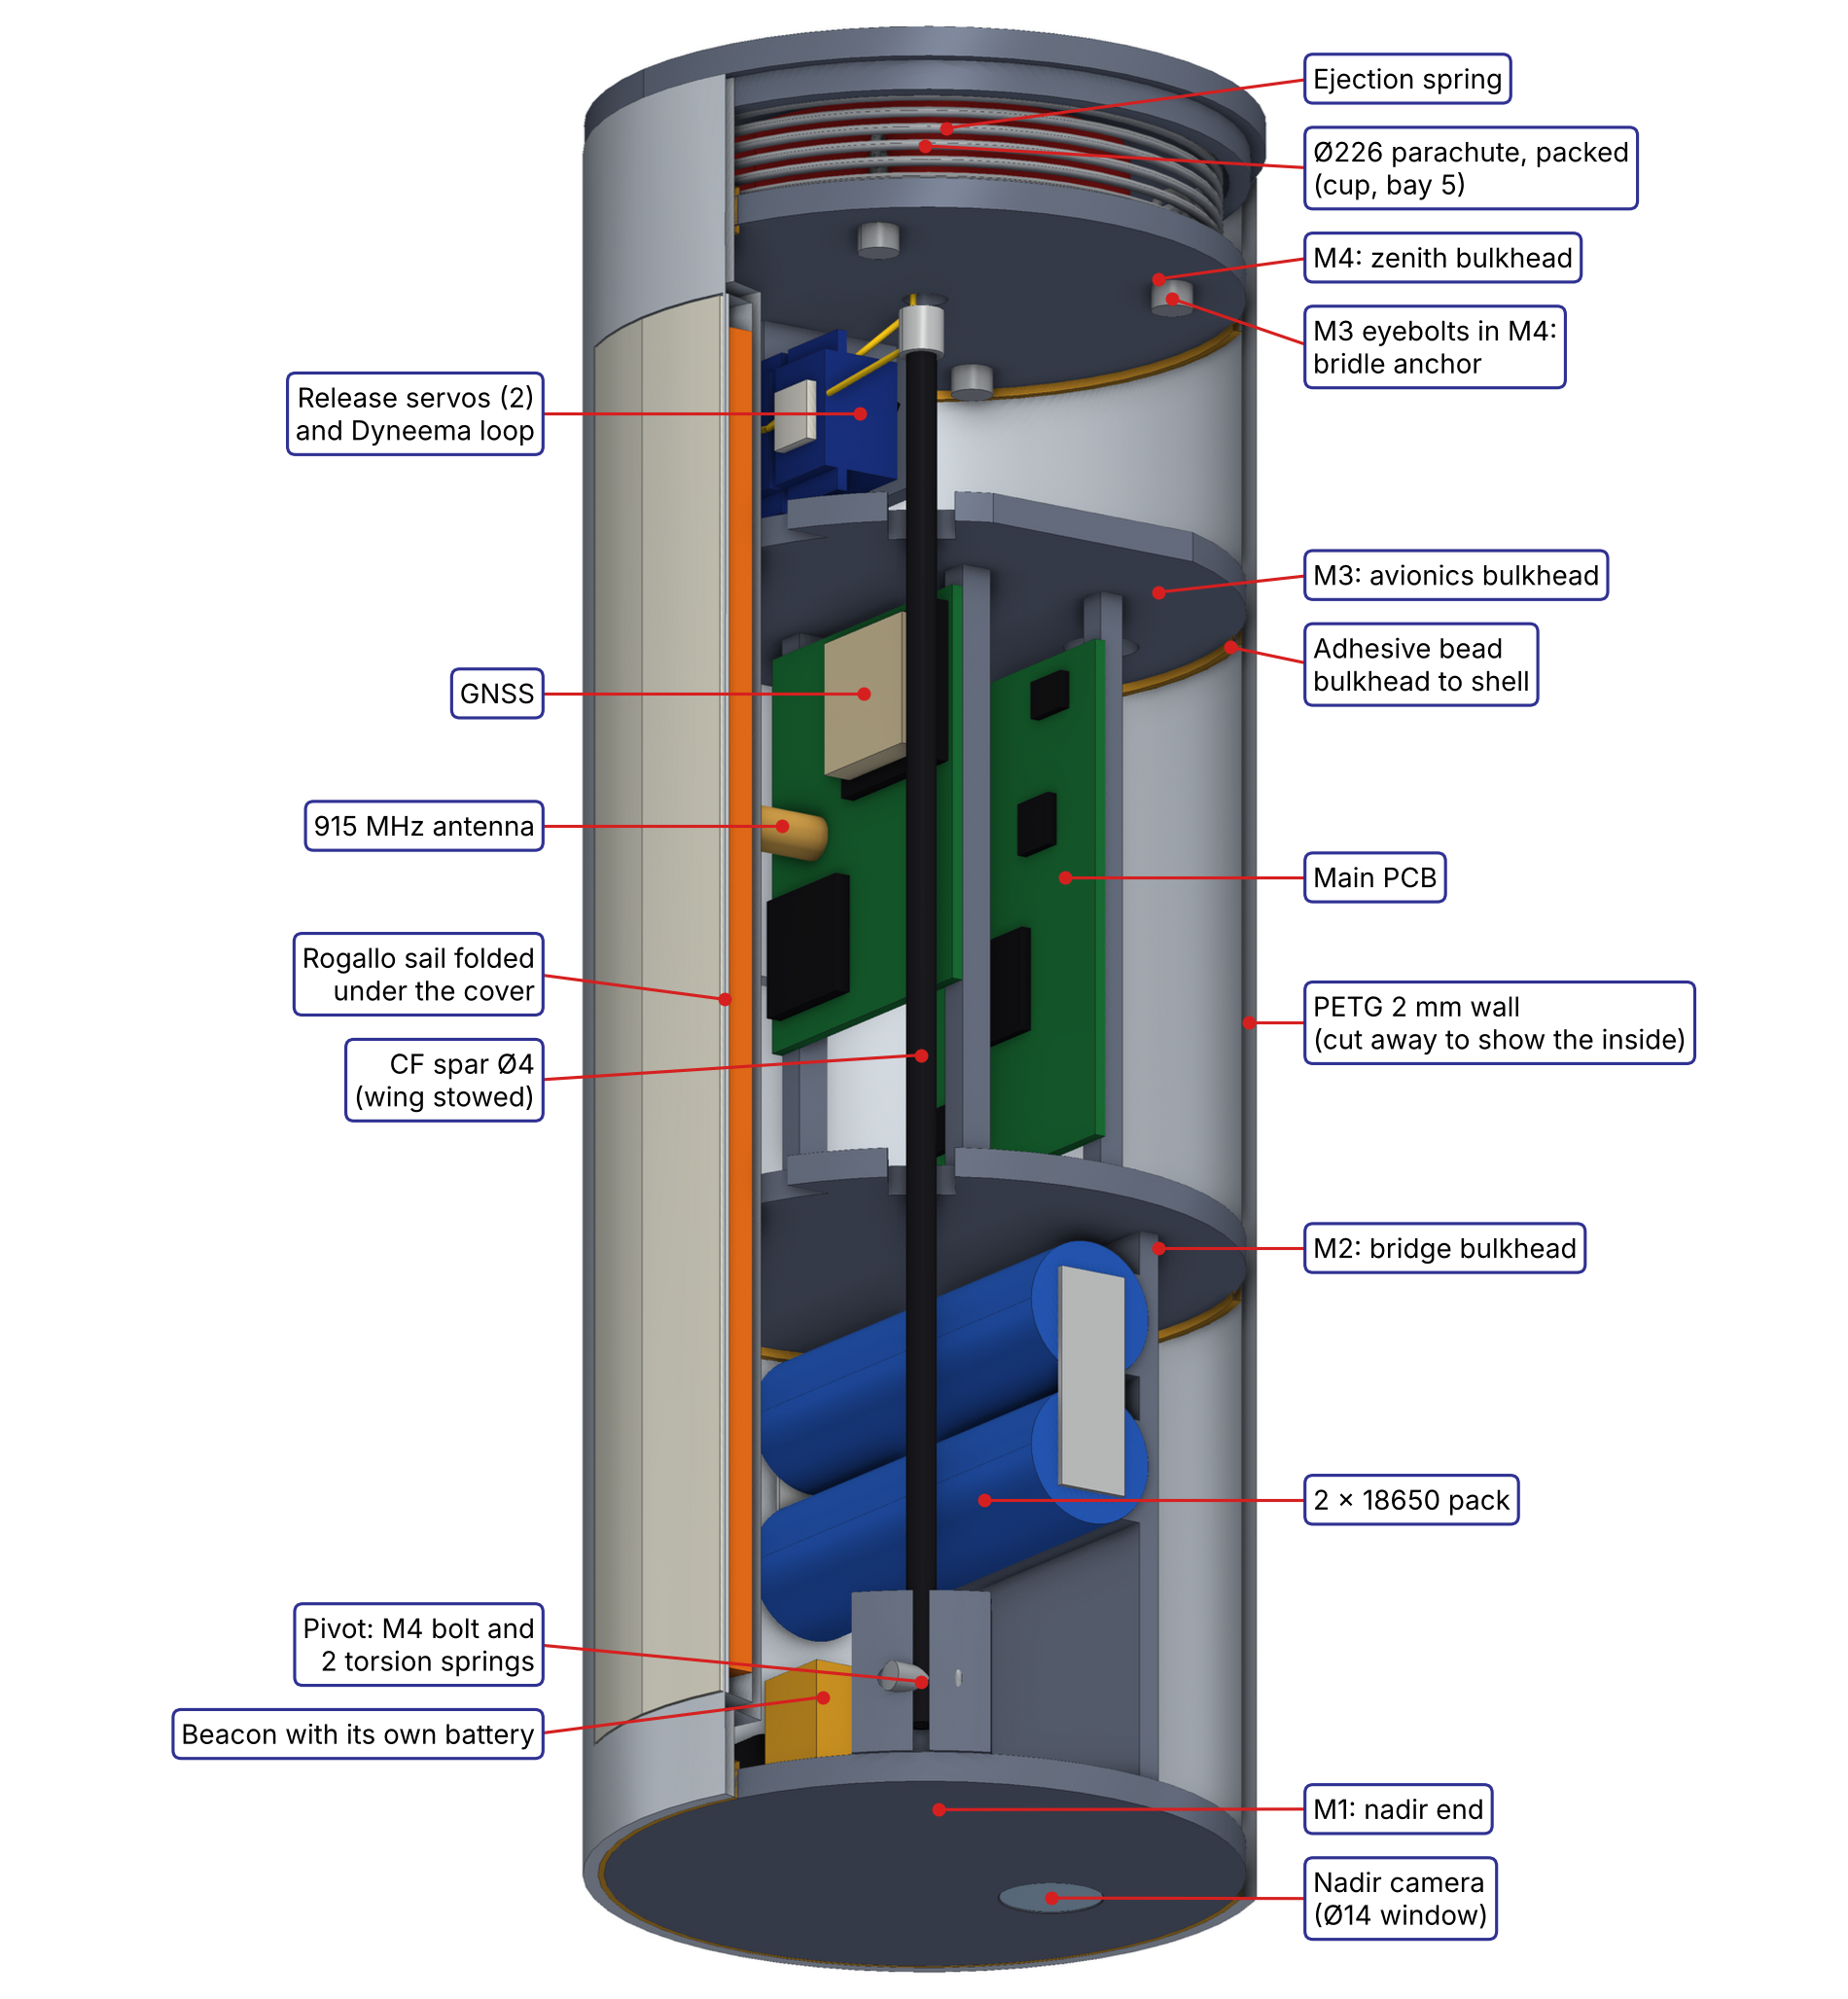 Ejection spring
Ø226 parachute, packed
(cup, bay 5)
M4: zenith bulkhead
M3 eyebolts in M4:
bridle anchor
Release servos (2)
and Dyneema loop
M3: avionics bulkhead
Adhesive bead
bulkhead to shell
GNSS
915 MHz antenna
Main PCB
Rogallo sail folded
under the cover
PETG 2 mm wall
(cut away to show the inside)
CF spar Ø4
(wing stowed)
M2: bridge bulkhead
2 × 18650 pack
Pivot: M4 bolt and
2 torsion springs
Beacon with its own battery
M1: nadir end
Nadir camera
(Ø14 window)